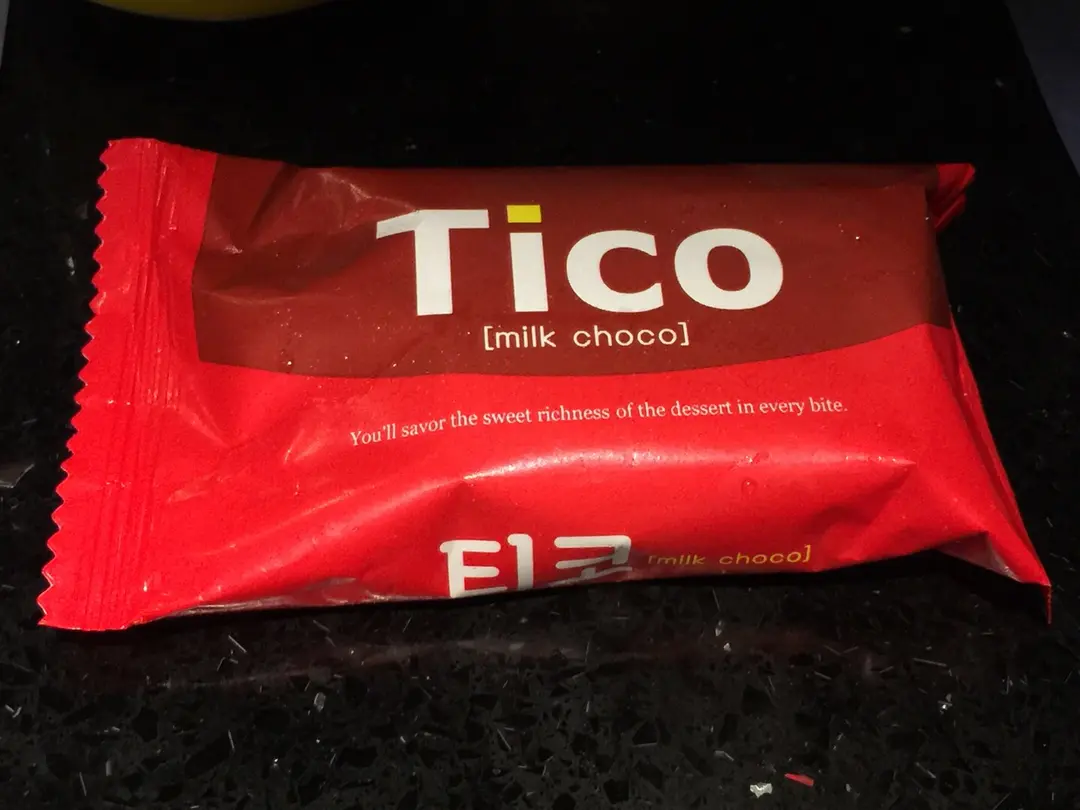 Tico
[milk choco]
You'll savor the sweet richness of the dessert in every bite.
티코 [milk choco]